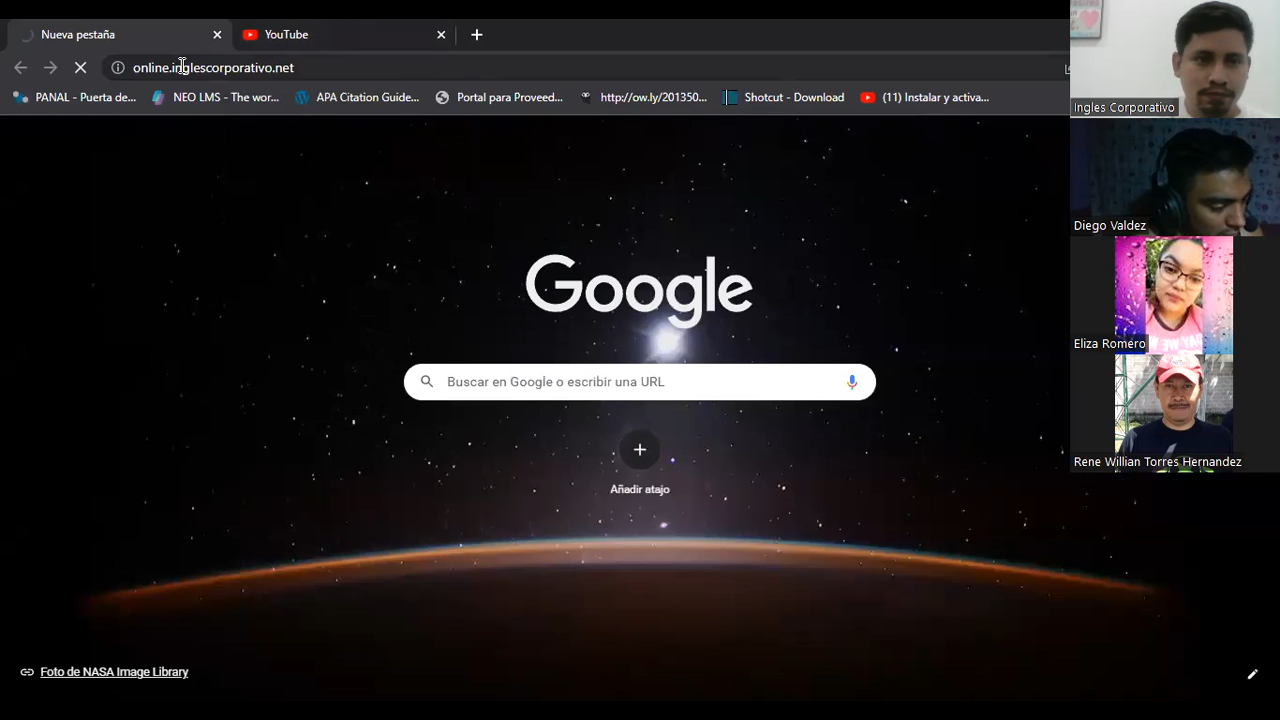 Nueva pestaña
YouTube
online.inglescorporativo.net
PANAL - Puerta de...
NEO LMS - The wor...
APA Citation Guide...
Portal para Proveed...
http://ow.ly/201350...
Shotcut - Download
(11) Instalar y activa...
Ingles Corporativo
Diego Valdez
Eliza Romero
Rene Willian Torres Hernandez
Google
Buscar en Google o escribir una URL
Añadir atajo
Foto de NASA Image Library